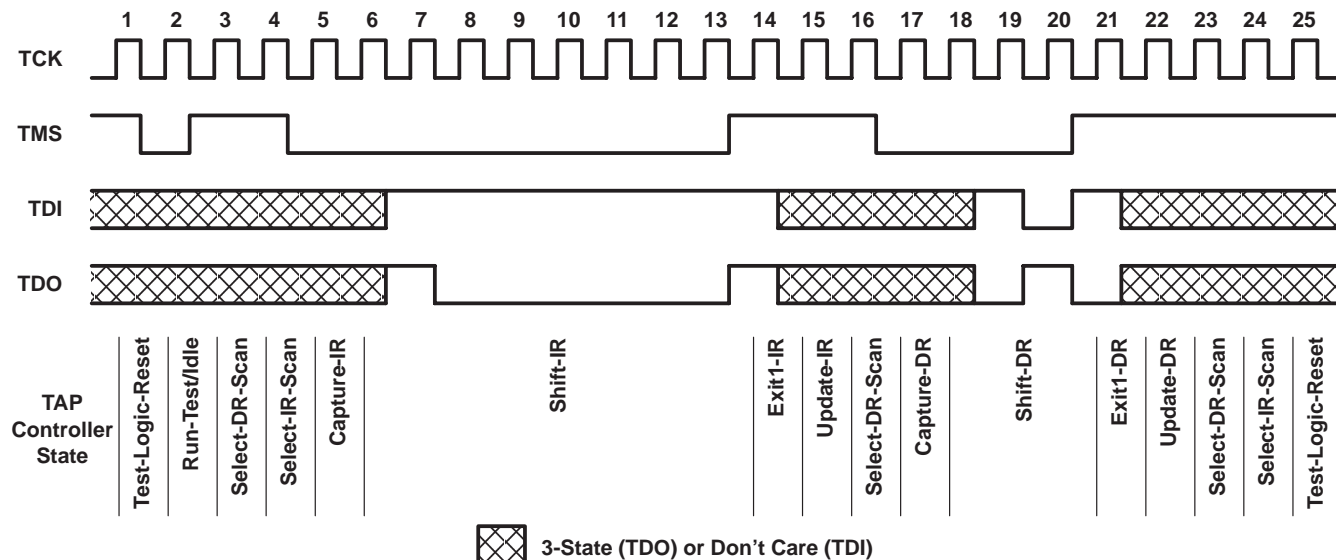 1 2 3 4 5 6 7 8 9 10 11 12 13 14 15 16 17 18 19 20 21 22 23 24 25
TCK
TMS
TDI
TDO
TAP
Controller
State
Test-Logic-Reset
Run-Test/Idle
Select-DR-Scan
Select-IR-Scan
Capture-IR
Shift-IR
Exit1-IR
Update-IR
Select-DR-Scan
Capture-DR
Shift-DR
Exit1-DR
Update-DR
Select-DR-Scan
Select-IR-Scan
Test-Logic-Reset
3-State (TDO) or Don’t Care (TDI)